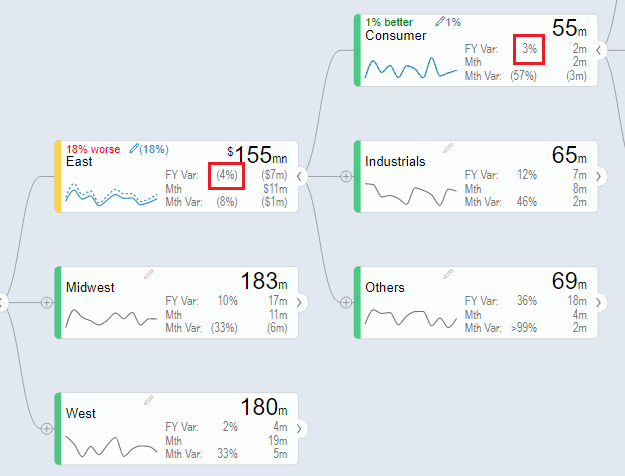 1% better 1%
Consumer 55m
FY Var: 3% 2m
Mth 2m
Mth Var: (57%) (3m)
18% worse (18%)
East $155mn
FY Var: (4%) ($7m)
Mth $11m
Mth Var: (8%) ($1m)
Industrials 65m
FY Var: 12% 7m
Mth 8m
Mth Var: 46% 2m
Midwest 183m
FY Var: 10% 17m
Mth 11m
Mth Var: (33%) (6m)
Others 69m
FY Var: 36% 18m
Mth 4m
Mth Var: >99% 2m
West 180m
FY Var: 2% 4m
Mth 19m
Mth Var: 33% 5m